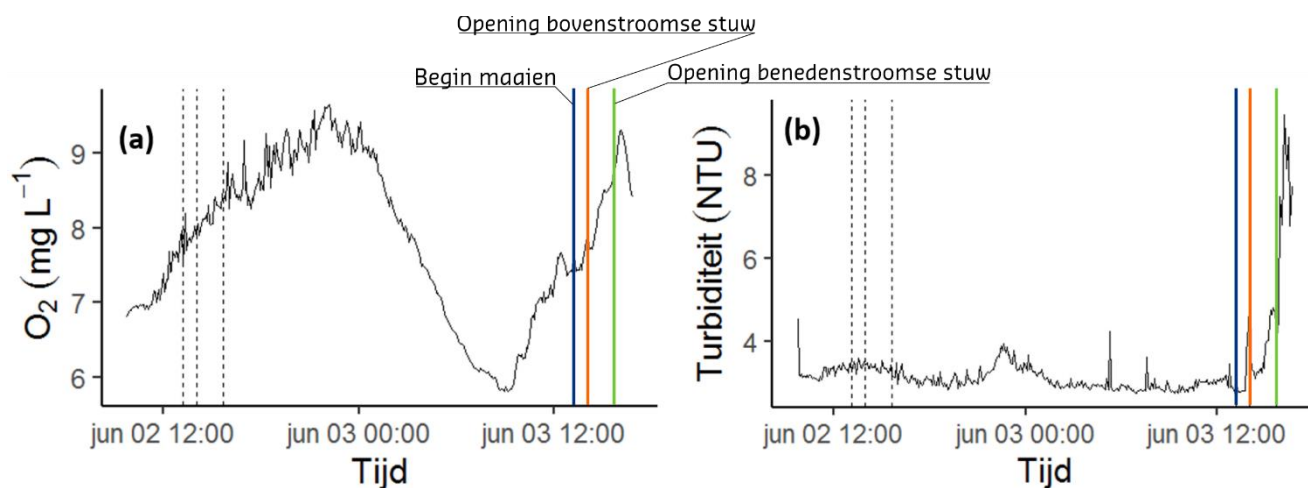 Opening bovenstroomse stuw
Begin maaien
Opening benedenstroomse stuw
(a)
O₂ (mg L⁻¹)
9
8
7
6
jun 02 12:00
jun 03 00:00
jun 03 12:00
Tijd
(b)
Turbiditeit (NTU)
8
6
4
jun 02 12:00
jun 03 00:00
jun 03 12:00
Tijd